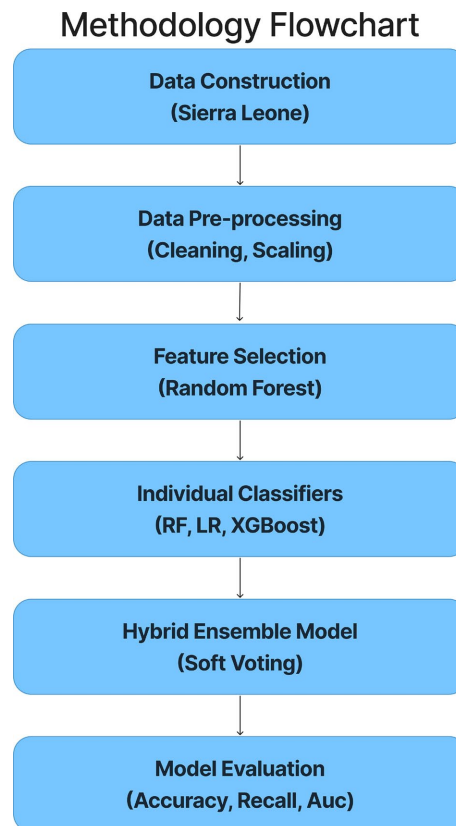 Methodology Flowchart
Data Construction
(Sierra Leone)
Data Pre-processing
(Cleaning, Scaling)
Feature Selection
(Random Forest)
Individual Classifiers
(RF, LR, XGBoost)
Hybrid Ensemble Model
(Soft Voting)
Model Evaluation
(Accuracy, Recall, Auc)